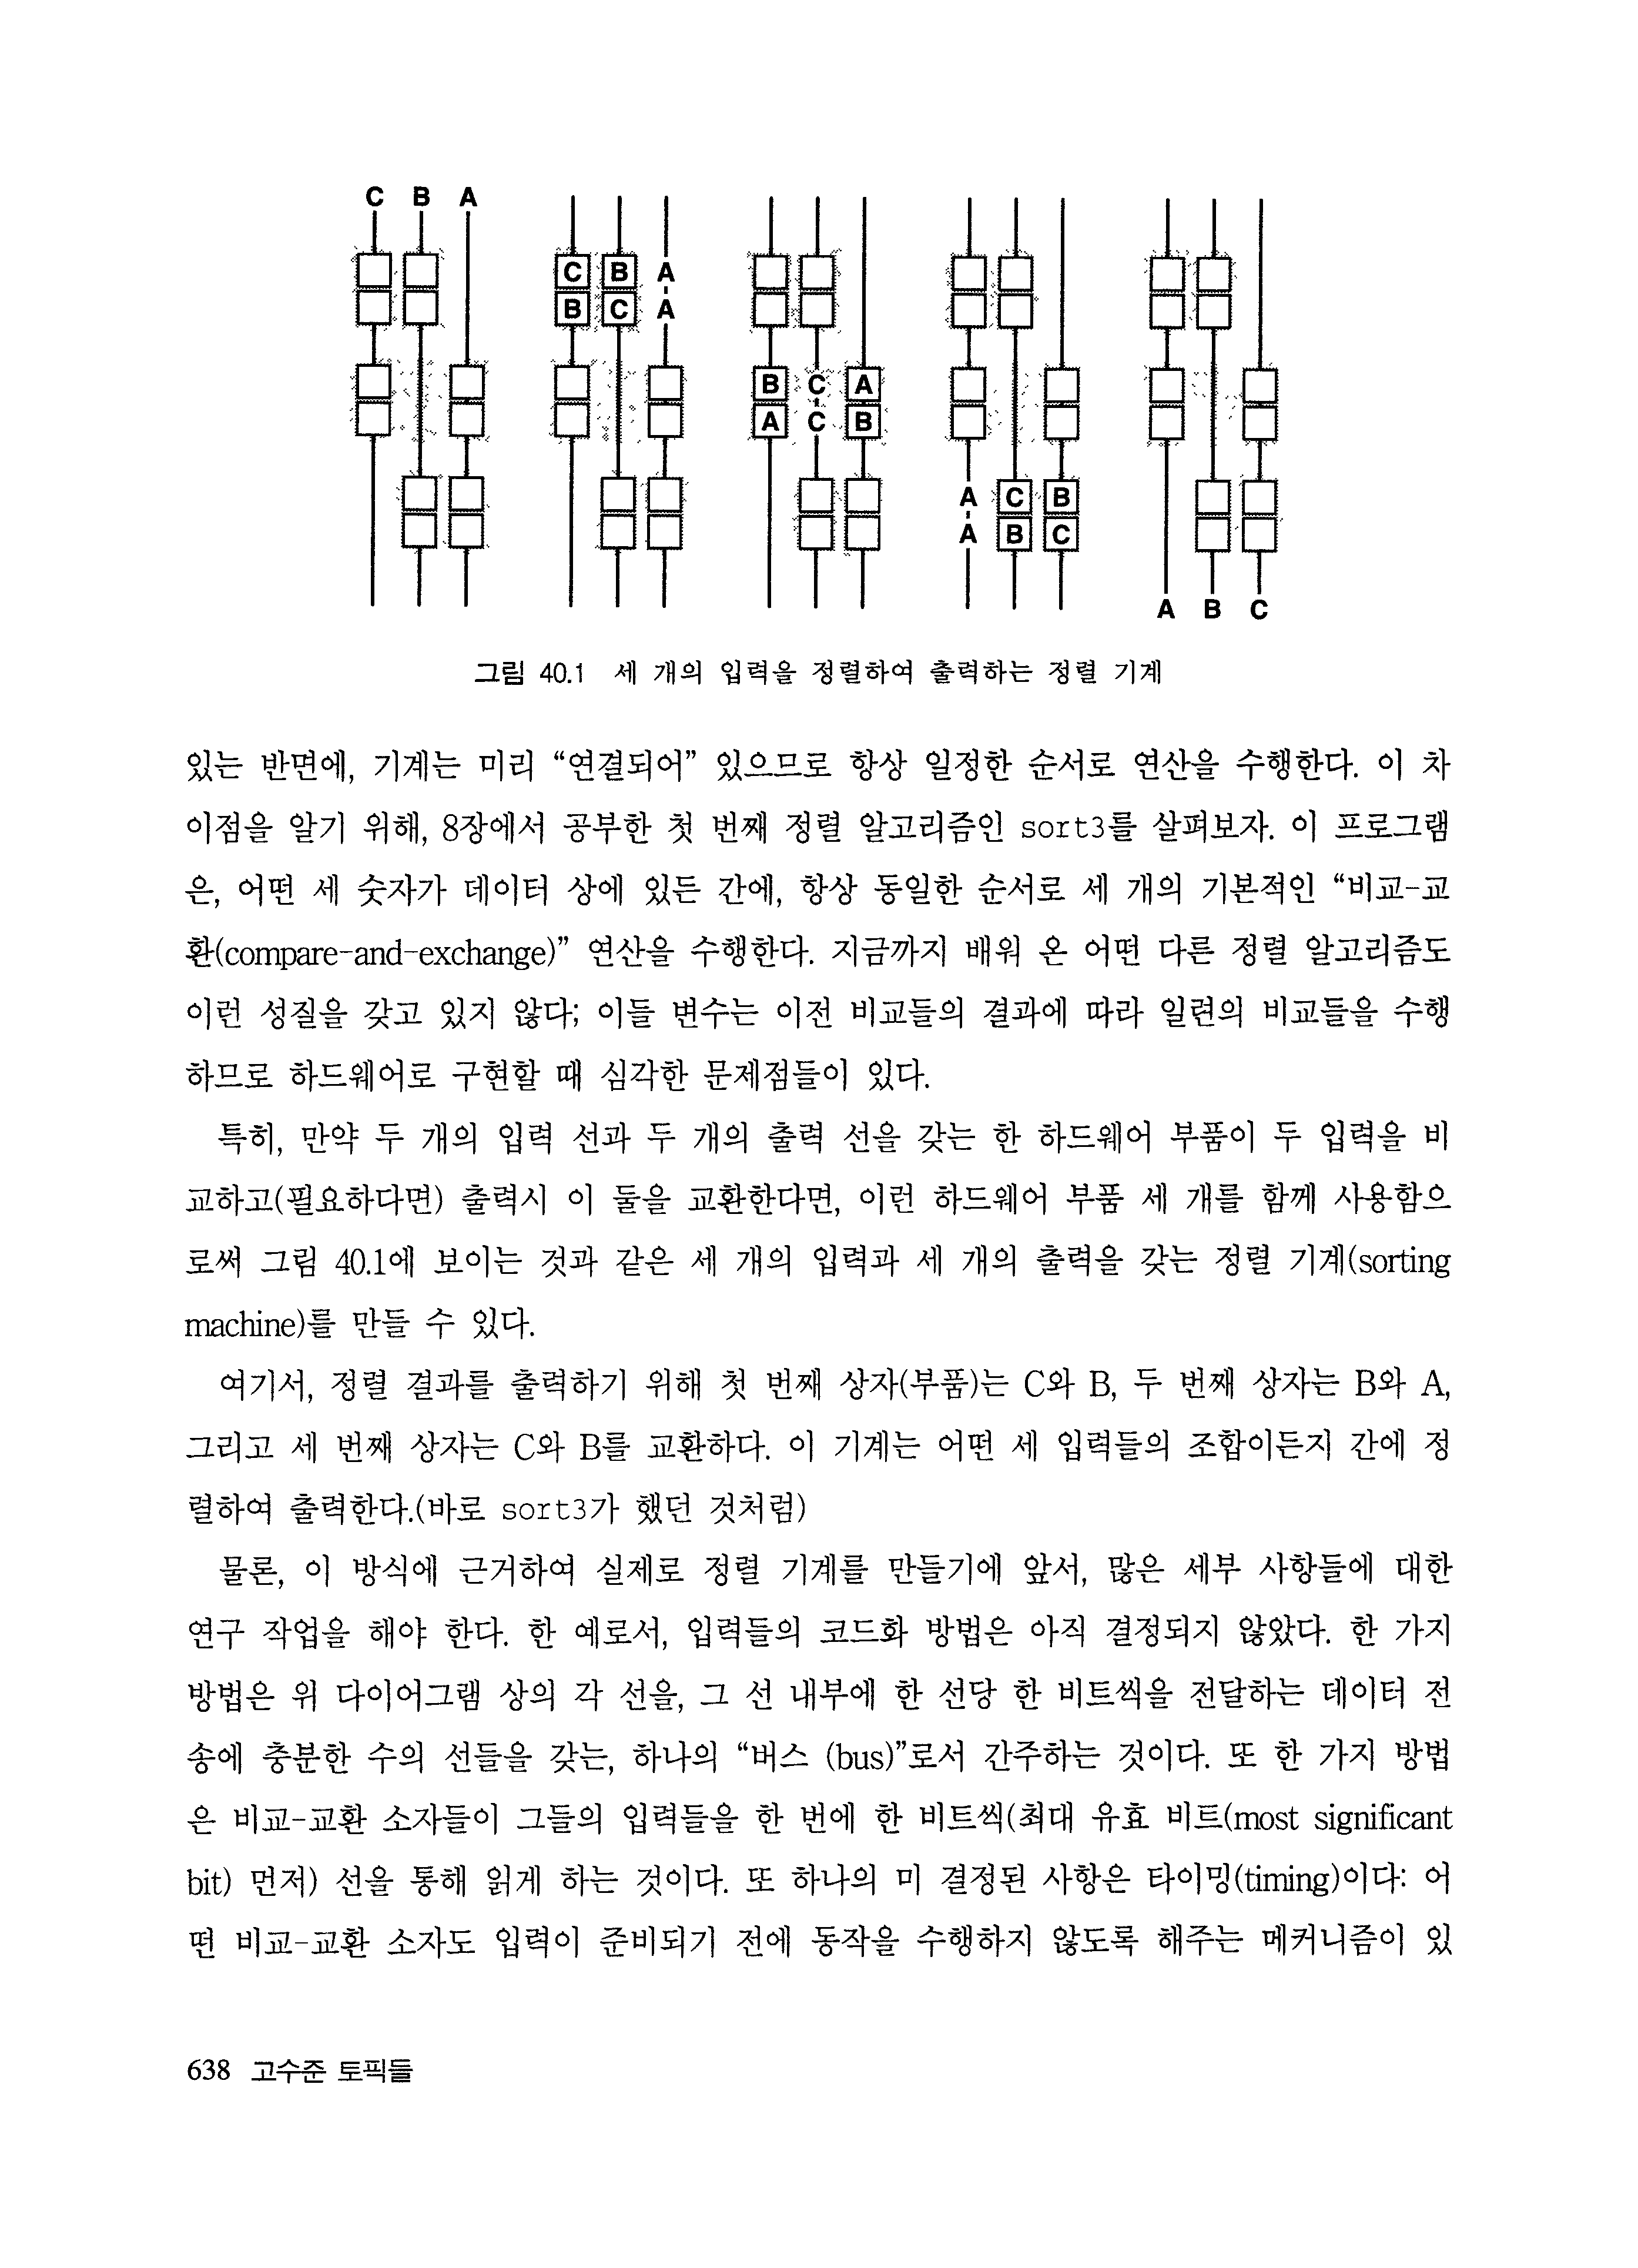 C B A
C B A
B C A
B C A
A C B
A C B
A B C
A B C
그림 40.1 세 개의 입력을 정렬하여 출력하는 정렬 기계
있는 반면에, 기계는 미리 “연결되어” 있으므로 항상 일정한 순서로 연산을 수행한다. 이 차
이점을 알기 위해, 8장에서 공부한 첫 번째 정렬 알고리즘인 sort3를 살펴보자. 이 프로그램
은, 어떤 세 숫자가 데이터 상에 있든 간에, 항상 동일한 순서로 세 개의 기본적인 “비교-교
환(compare-and-exchange)” 연산을 수행한다. 지금까지 배워 온 어떤 다른 정렬 알고리즘도
이런 성질을 갖고 있지 않다; 이들 변수는 이전 비교들의 결과에 따라 일련의 비교들을 수행
하므로 하드웨어로 구현할 때 심각한 문제점들이 있다.
특히, 만약 두 개의 입력 선과 두 개의 출력 선을 갖는 한 하드웨어 부품이 두 입력을 비
교하고(필요하다면) 출력시 이 둘을 교환한다면, 이런 하드웨어 부품 세 개를 함께 사용함으
로써 그림 40.1에 보이는 것과 같은 세 개의 입력과 세 개의 출력을 갖는 정렬 기계(sorting
machine)를 만들 수 있다.
여기서, 정렬 결과를 출력하기 위해 첫 번째 상자(부품)는 C와 B, 두 번째 상자는 B와 A,
그리고 세 번째 상자는 C와 B를 교환하다. 이 기계는 어떤 세 입력들의 조합이든지 간에 정
렬하여 출력한다.(바로 sort3가 했던 것처럼)
물론, 이 방식에 근거하여 실제로 정렬 기계를 만들기에 앞서, 많은 세부 사항들에 대한
연구 작업을 해야 한다. 한 예로서, 입력들의 코드화 방법은 아직 결정되지 않았다. 한 가지
방법은 위 다이어그램 상의 각 선을, 그 선 내부에 한 선당 한 비트씩을 전달하는 데이터 전
송에 충분한 수의 선들을 갖는, 하나의 “버스 (bus)”로서 간주하는 것이다. 또 한 가지 방법
은 비교-교환 소자들이 그들의 입력들을 한 번에 한 비트씩(최대 유효 비트(most significant
bit) 먼저) 선을 통해 읽게 하는 것이다. 또 하나의 미 결정된 사항은 타이밍(timing)이다: 어
떤 비교-교환 소자도 입력이 준비되기 전에 동작을 수행하지 않도록 해주는 메커니즘이 있
638 고수준 토픽들